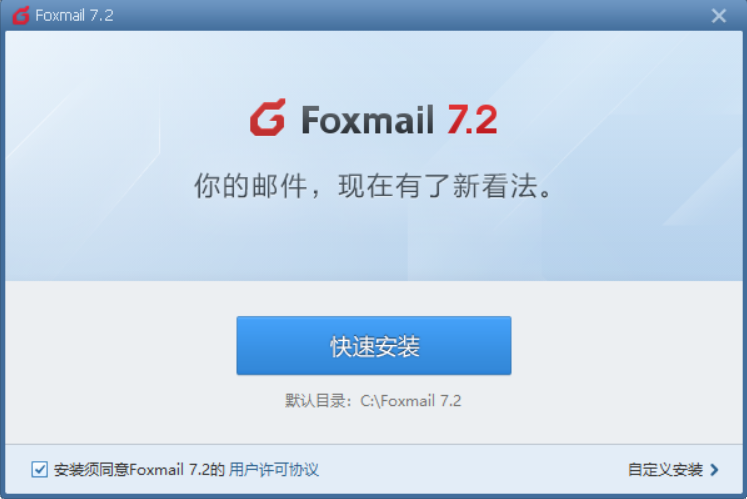 Foxmail 7.2
Foxmail 7.2
你的邮件，现在有了新看法。
快速安装
默认目录：C:\Foxmail 7.2
安装须同意Foxmail 7.2的 用户许可协议
自定义安装